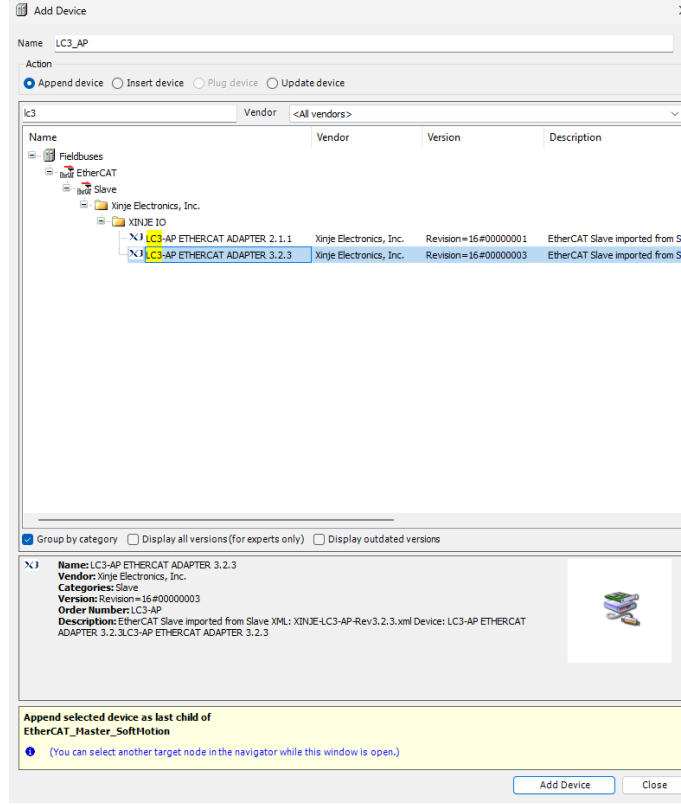 Add Device
Name LC3_AP
Action
Append device Insert device Plug device Update device
lc3 Vendor <All vendors>
Name Vendor Version Description
Fieldbuses
EtherCAT
Slave
Xinje Electronics, Inc.
XINJE IO
LC3-AP ETHERCAT ADAPTER 2.1.1 Xinje Electronics, Inc. Revision=16#00000001 EtherCAT Slave imported from S
LC3-AP ETHERCAT ADAPTER 3.2.3 Xinje Electronics, Inc. Revision=16#00000003 EtherCAT Slave imported from S
Group by category Display all versions (for experts only) Display outdated versions
Name: LC3-AP ETHERCAT ADAPTER 3.2.3
Vendor: Xinje Electronics, Inc.
Categories: Slave
Version: Revision=16#00000003
Order Number: LC3-AP
Description: EtherCAT Slave imported from Slave XML: XINJE-LC3-AP-Rev3.2.3.xml Device: LC3-AP ETHERCAT
ADAPTER 3.2.3LC3-AP ETHERCAT ADAPTER 3.2.3
Append selected device as last child of
EtherCAT_Master_SoftMotion
(You can select another target node in the navigator while this window is open.)
Add Device Close